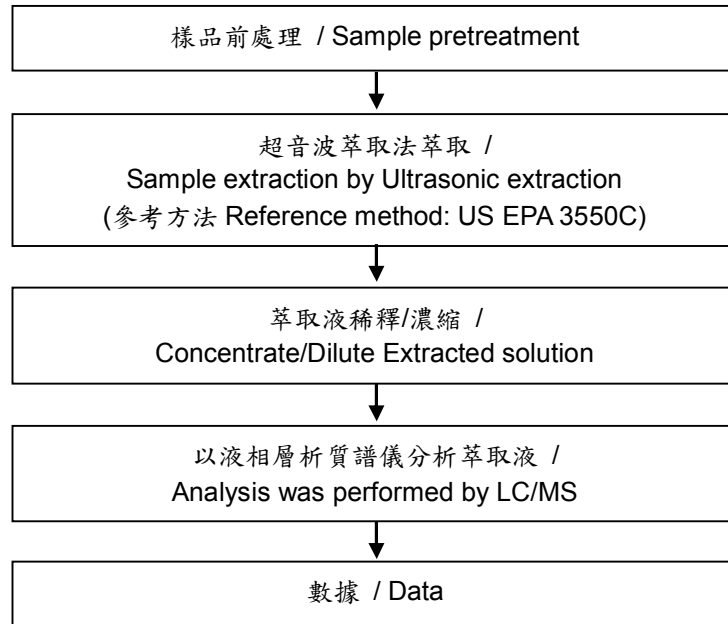 樣品前處理 / Sample pretreatment
超音波萃取法萃取 /
Sample extraction by Ultrasonic extraction
(參考方法 Reference method: US EPA 3550C)
萃取液稀釋/濃縮 /
Concentrate/Dilute Extracted solution
以液相層析質譜儀分析萃取液 /
Analysis was performed by LC/MS
數據 / Data